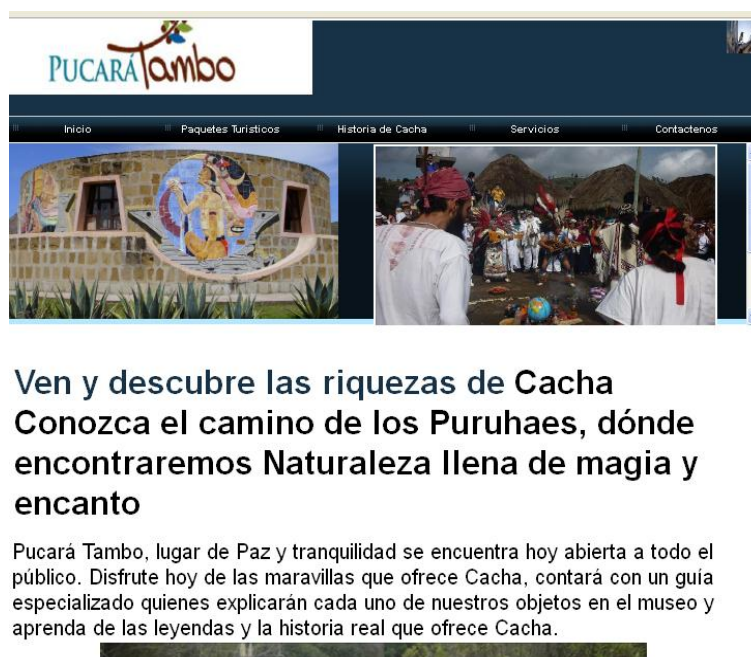 PUCARÁ Tambo
Inicio
Paquetes Turisticos
Historia de Cacha
Servicios
Contactenos
Ven y descubre las riquezas de Cacha
Conozca el camino de los Puruhaes, dónde
encontraremos Naturaleza llena de magia y
encanto
Pucará Tambo, lugar de Paz y tranquilidad se encuentra hoy abierta a todo el
público. Disfrute hoy de las maravillas que ofrece Cacha, contará con un guía
especializado quienes explicarán cada uno de nuestros objetos en el museo y
aprenda de las leyendas y la historia real que ofrece Cacha.